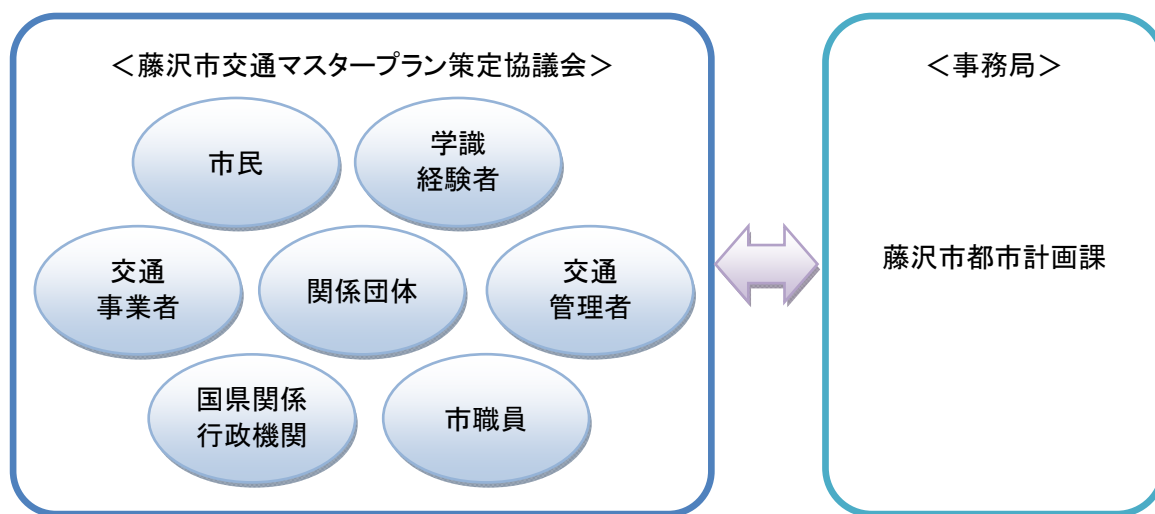 ＜藤沢市交通マスタープラン策定協議会＞
市民
学識
経験者
交通
事業者
関係団体
交通
管理者
国県関係
行政機関
市職員
＜事務局＞
藤沢市都市計画課